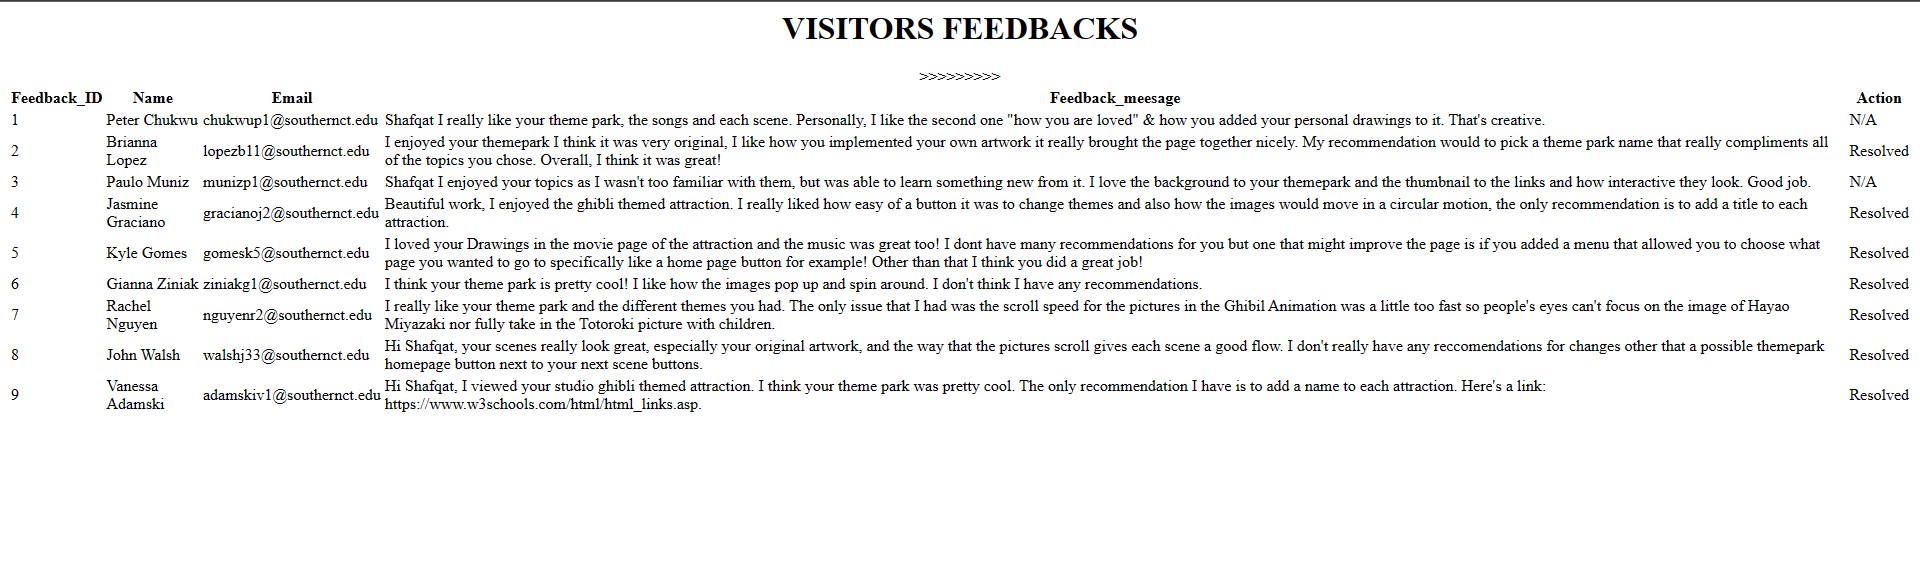 VISITORS FEEDBACKS
>>>>>>>>>
Feedback_ID Name Email Feedback_meesage Action
1 Peter Chukwu chukwup1@southernct.edu Shafqat I really like your theme park, the songs and each scene. Personally, I like the second one "how you are loved" & how you added your personal drawings to it. That's creative. N/A
2 Brianna Lopez lopezb11@southernct.edu I enjoyed your themepark I think it was very original, I like how you implemented your own artwork it really brought the page together nicely. My recommendation would to pick a theme park name that really compliments all
of the topics you chose. Overall, I think it was great! Resolved
3 Paulo Muniz munizp1@southernct.edu Shafqat I enjoyed your topics as I wasn't too familiar with them, but was able to learn something new from it. I love the background to your themepark and the thumbnail to the links and how interactive they look. Good job. N/A
4 Jasmine Graciano gracianoj2@southernct.edu Beautiful work, I enjoyed the ghibli themed attraction. I really liked how easy of a button it was to change themes and also how the images would move in a circular motion, the only recommendation is to add a title to each
attraction. Resolved
5 Kyle Gomes gomesk5@southernct.edu I loved your Drawings in the movie page of the attraction and the music was great too! I dont have many recommendations for you but one that might improve the page is if you added a menu that allowed you to choose what
page you wanted to go to specifically like a home page button for example! Other than that I think you did a great job! Resolved
6 Gianna Ziniak ziniakg1@southernct.edu I think your theme park is pretty cool! I like how the images pop up and spin around. I don't think I have any recommendations. Resolved
7 Rachel Nguyen nguyenr2@southernct.edu I really like your theme park and the different themes you had. The only issue that I had was the scroll speed for the pictures in the Ghibil Animation was a little too fast so people's eyes can't focus on the image of Hayao
Miyazaki nor fully take in the Totoroki picture with children. Resolved
8 John Walsh walshj33@southernct.edu Hi Shafqat, your scenes really look great, especially your original artwork, and the way that the pictures scroll gives each scene a good flow. I don't really have any reccomendations for changes other that a possible themepark
homepage button next to your next scene buttons. Resolved
9 Vanessa Adamski adamskiv1@southernct.edu Hi Shafqat, I viewed your studio ghibli themed attraction. I think your theme park was pretty cool. The only recommendation I have is to add a name to each attraction. Here's a link:
https://www.w3schools.com/html/html_links.asp. Resolved